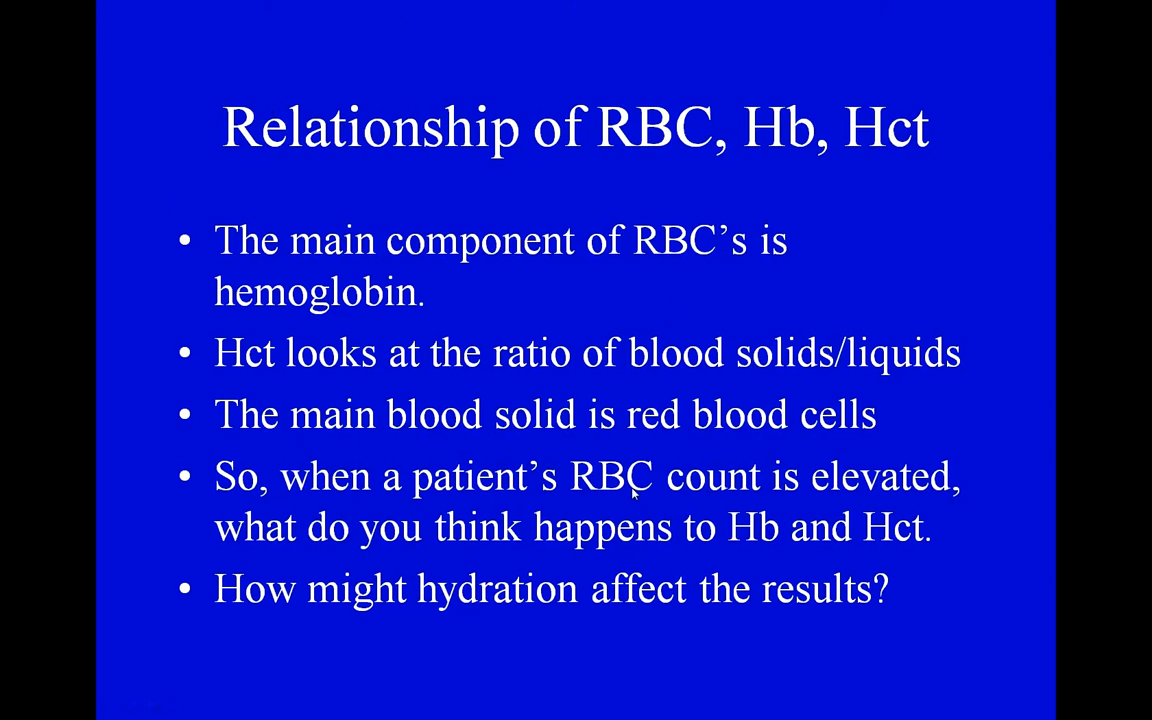 Relationship of RBC, Hb, Hct
• The main component of RBC’s is
hemoglobin.
• Hct looks at the ratio of blood solids/liquids
• The main blood solid is red blood cells
• So, when a patient’s RBC count is elevated,
what do you think happens to Hb and Hct.
• How might hydration affect the results?